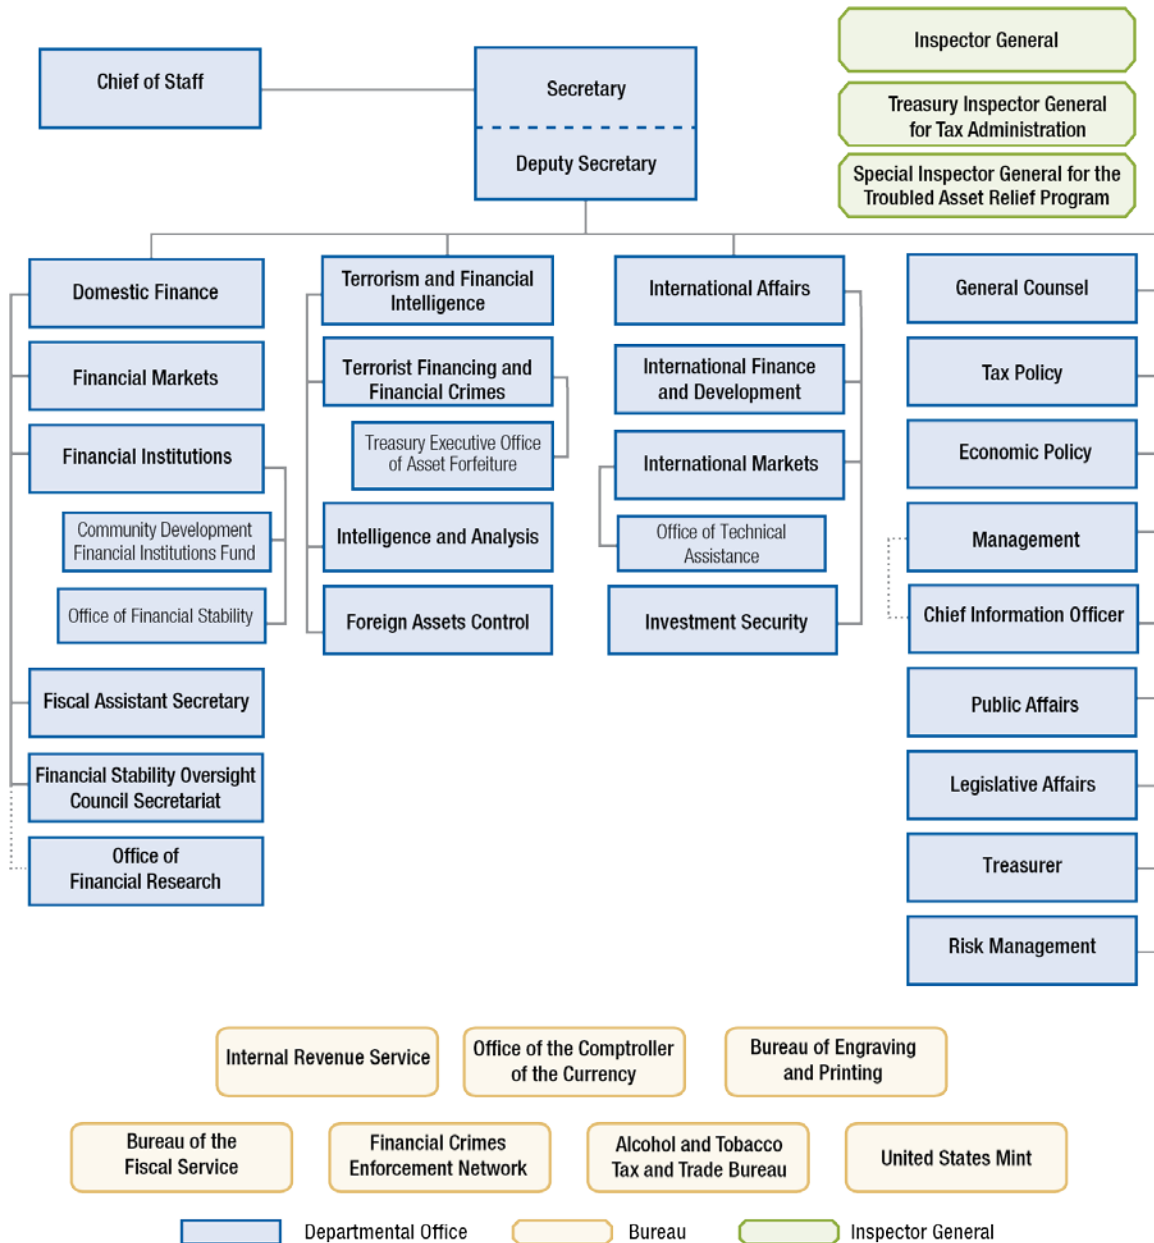 Inspector General
Chief of Staff
Secretary
Deputy Secretary
Treasury Inspector General
for Tax Administration
Special Inspector General for the
Troubled Asset Relief Program
Domestic Finance
Financial Markets
Financial Institutions
Community Development
Financial Institutions Fund
Office of Financial Stability
Fiscal Assistant Secretary
Financial Stability Oversight
Council Secretariat
Office of
Financial Research
Terrorism and Financial
Intelligence
Terrorist Financing and
Financial Crimes
Treasury Executive Office
of Asset Forfeiture
Intelligence and Analysis
Foreign Assets Control
International Affairs
International Finance
and Development
International Markets
Office of Technical
Assistance
Investment Security
General Counsel
Tax Policy
Economic Policy
Management
Chief Information Officer
Public Affairs
Legislative Affairs
Treasurer
Risk Management
Internal Revenue Service
Office of the Comptroller
of the Currency
Bureau of Engraving
and Printing
Bureau of the
Fiscal Service
Financial Crimes
Enforcement Network
Alcohol and Tobacco
Tax and Trade Bureau
United States Mint
Departmental Office
Bureau
Inspector General